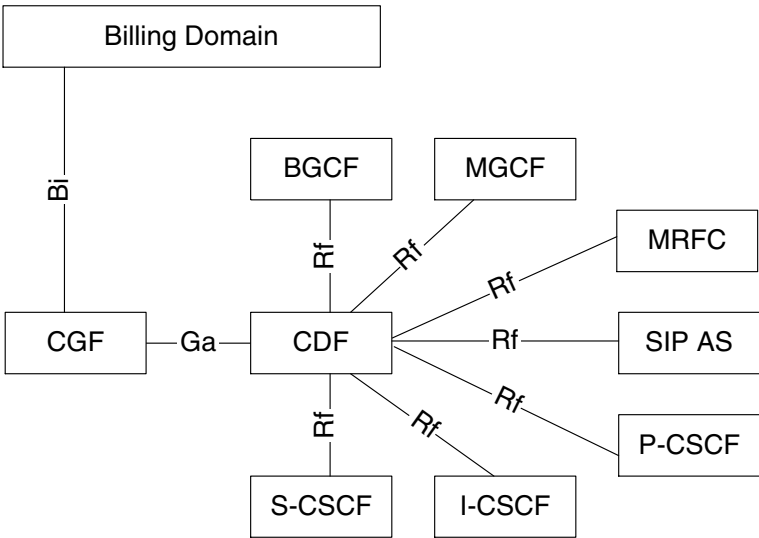 Billing Domain
Bi
BGCF
MGCF
MRFC
Rf
Rf
Rf
CGF
Ga
CDF
Rf
SIP AS
Rf
Rf
Rf
P-CSCF
S-CSCF
I-CSCF